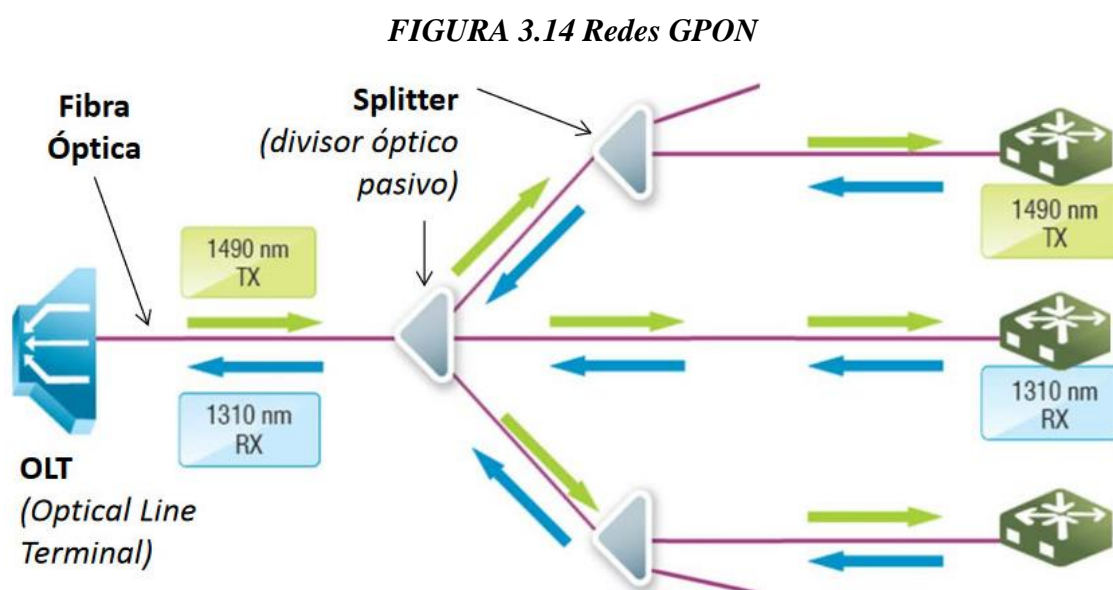 FIGURA 3.14 Redes GPON
Fibra
Óptica
Splitter
(divisor óptico
pasivo)
1490 nm
TX
1310 nm
RX
OLT
(Optical Line
Terminal)
1490 nm
TX
1310 nm
RX